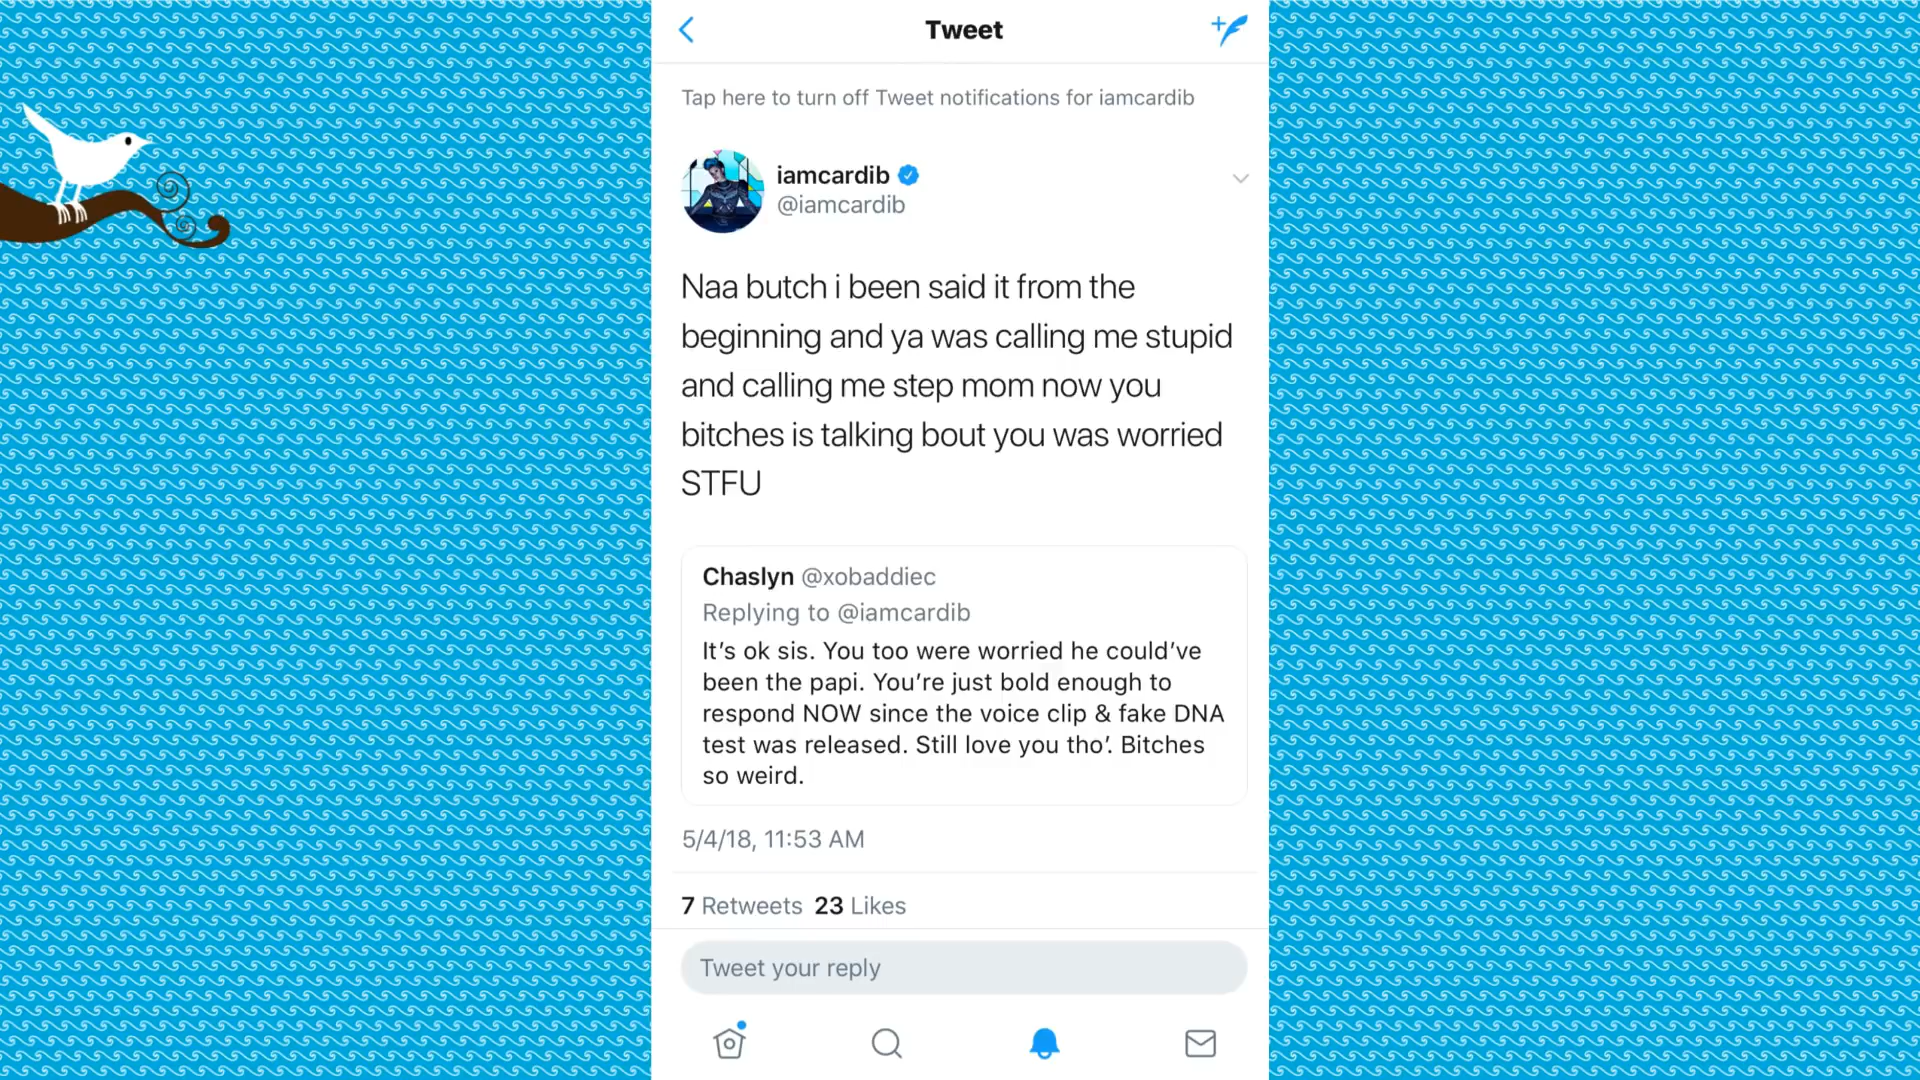 Tweet
Tap here to turn off Tweet notifications for iamcardib
iamcardib
@iamcardib
Naa butch i been said it from the
beginning and ya was calling me stupid
and calling me step mom now you
bitches is talking bout you was worried
STFU
Chaslyn @xobaddiec
Replying to @iamcardib
It’s ok sis. You too were worried he could’ve
been the papi. You’re just bold enough to
respond NOW since the voice clip & fake DNA
test was released. Still love you tho’. Bitches
so weird.
5/4/18, 11:53 AM
7 Retweets 23 Likes
Tweet your reply